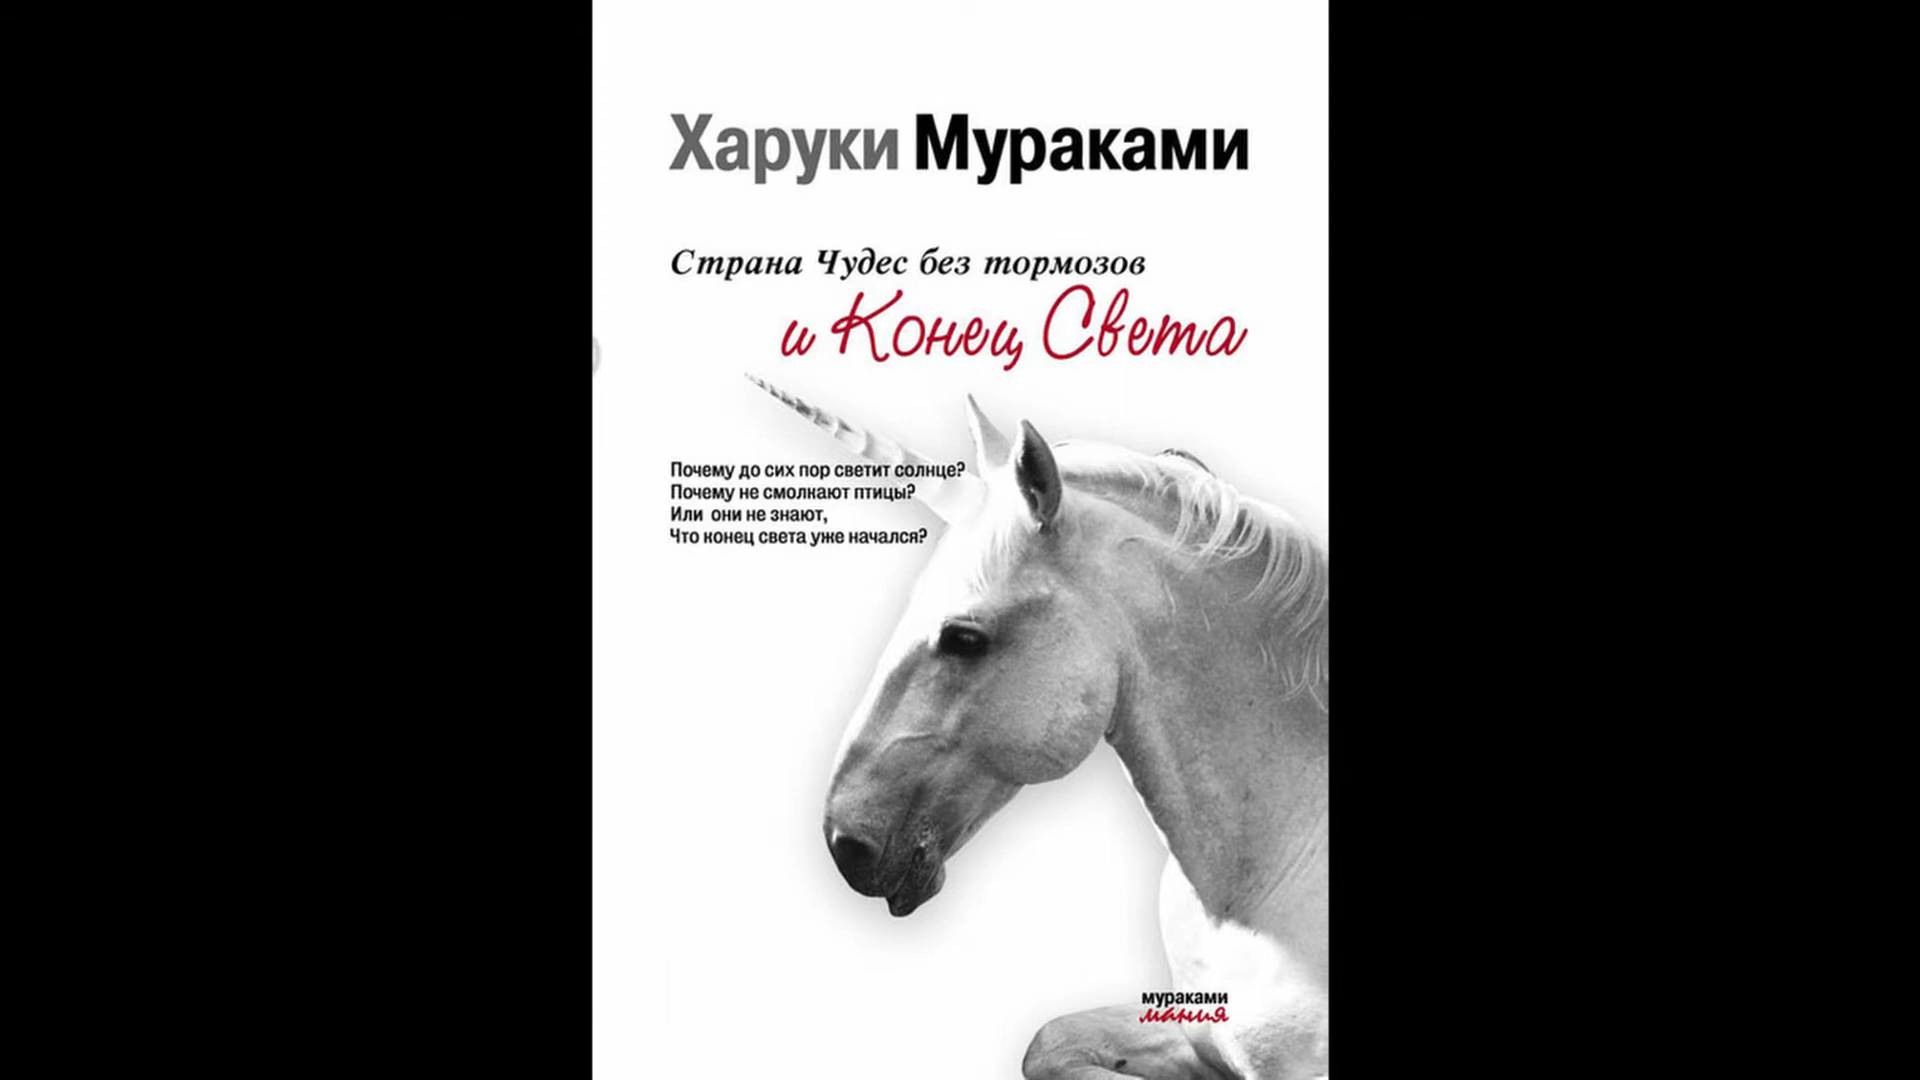 Харуки Мураками
Страна Чудес без тормозов
и Конец Света
Почему до сих пор светит солнце?
Почему не смолкают птицы?
Или они не знают,
Что конец света уже начался?
мураками
мания